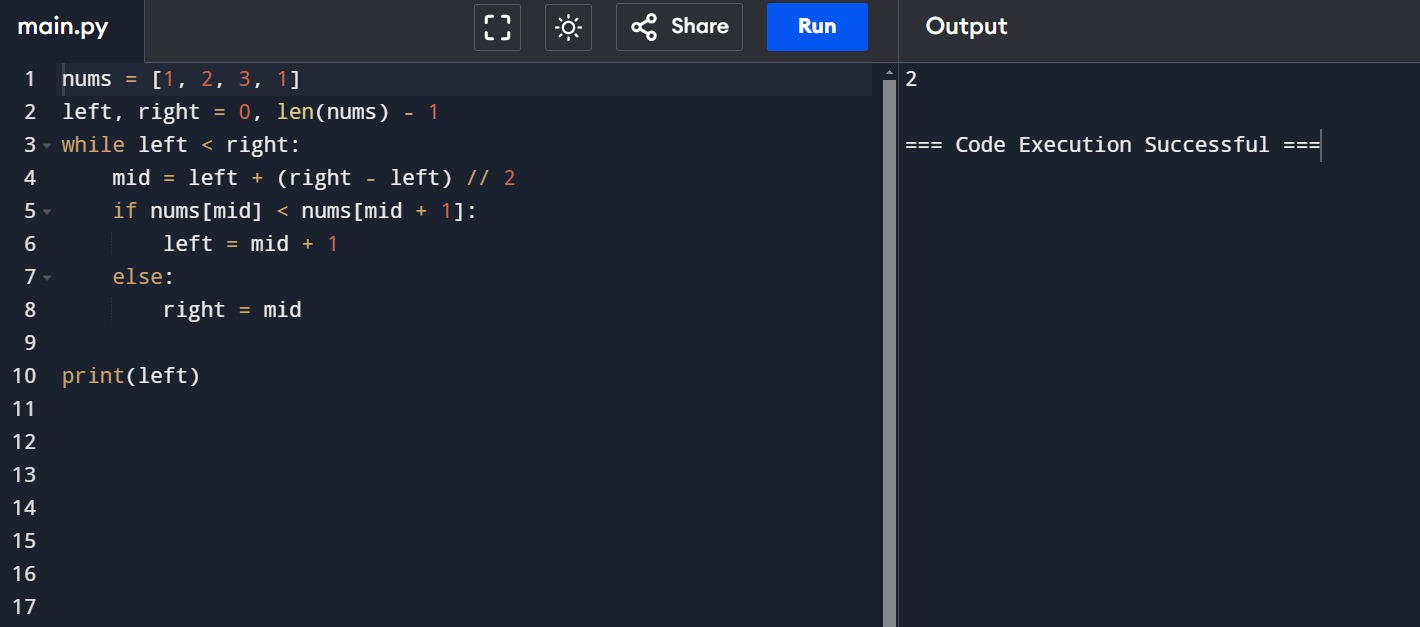 main.py
Share
Run
Output
1 nums = [1, 2, 3, 1]
2 left, right = 0, len(nums) - 1
3 while left < right:
4     mid = left + (right - left) // 2
5     if nums[mid] < nums[mid + 1]:
6         left = mid + 1
7     else:
8         right = mid
9
10 print(left)
11
12
13
14
15
16
17
2
=== Code Execution Successful ===